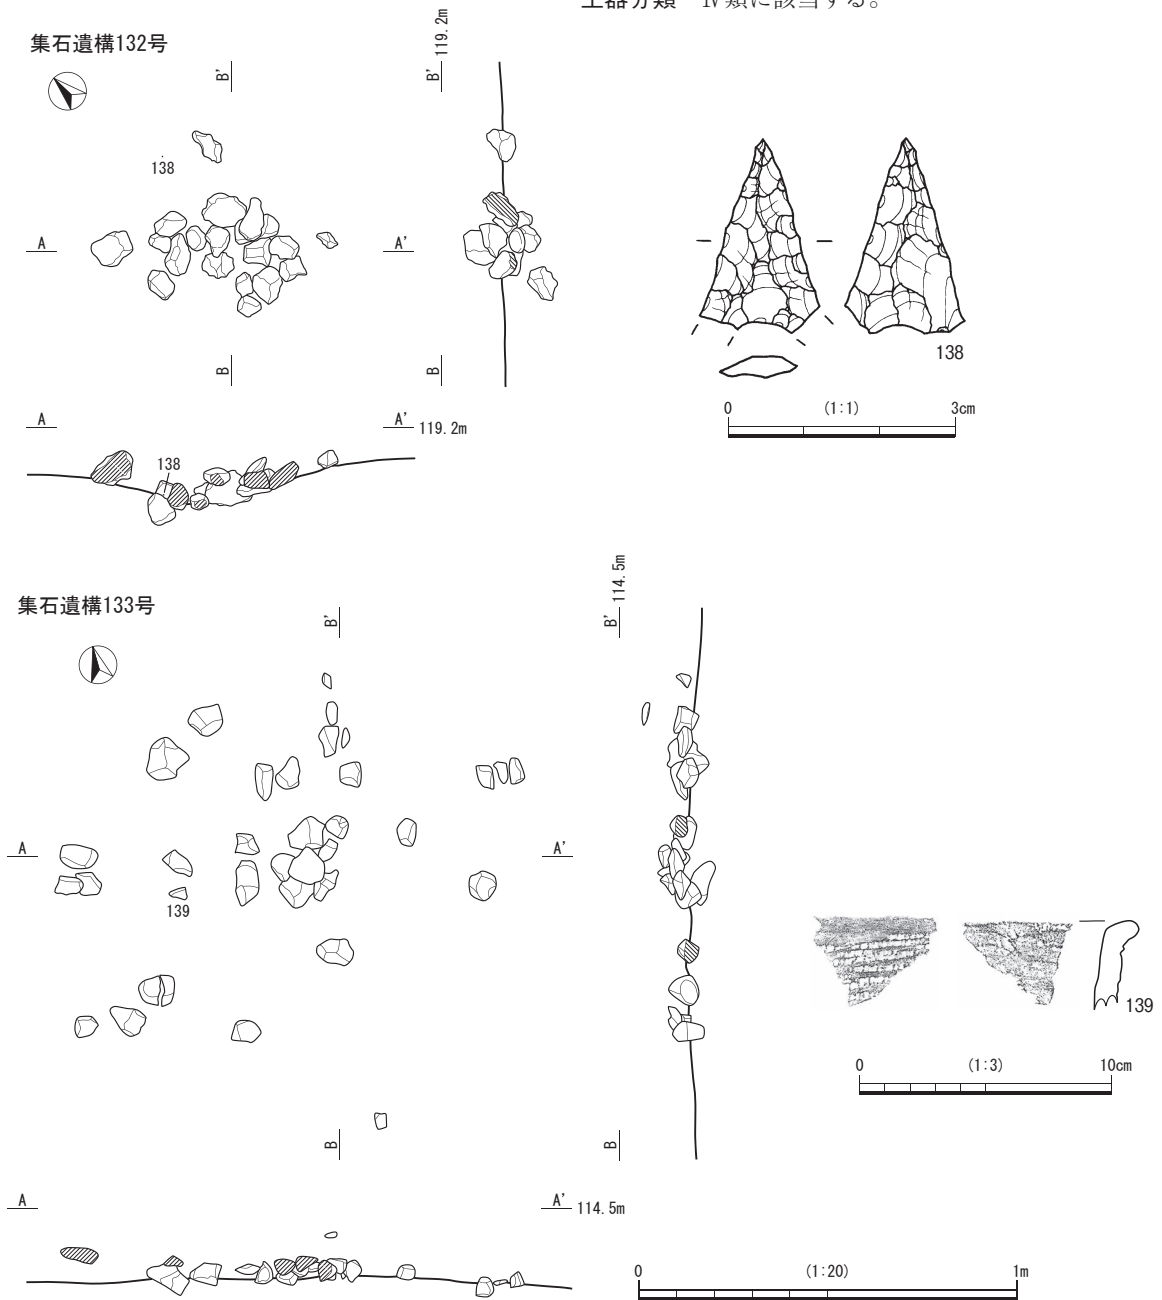 土器分類 Ⅳ類に該当する。
集石遺構132号
B'
B' 119.2m
138
A
A'
B
B
138
0 (1:1) 3cm
A
A' 119.2m
138
集石遺構133号
B'
B' 114.5m
A
A'
139
139
0 (1:3) 10cm
B
B
A
A' 114.5m
0 (1:20) 1m